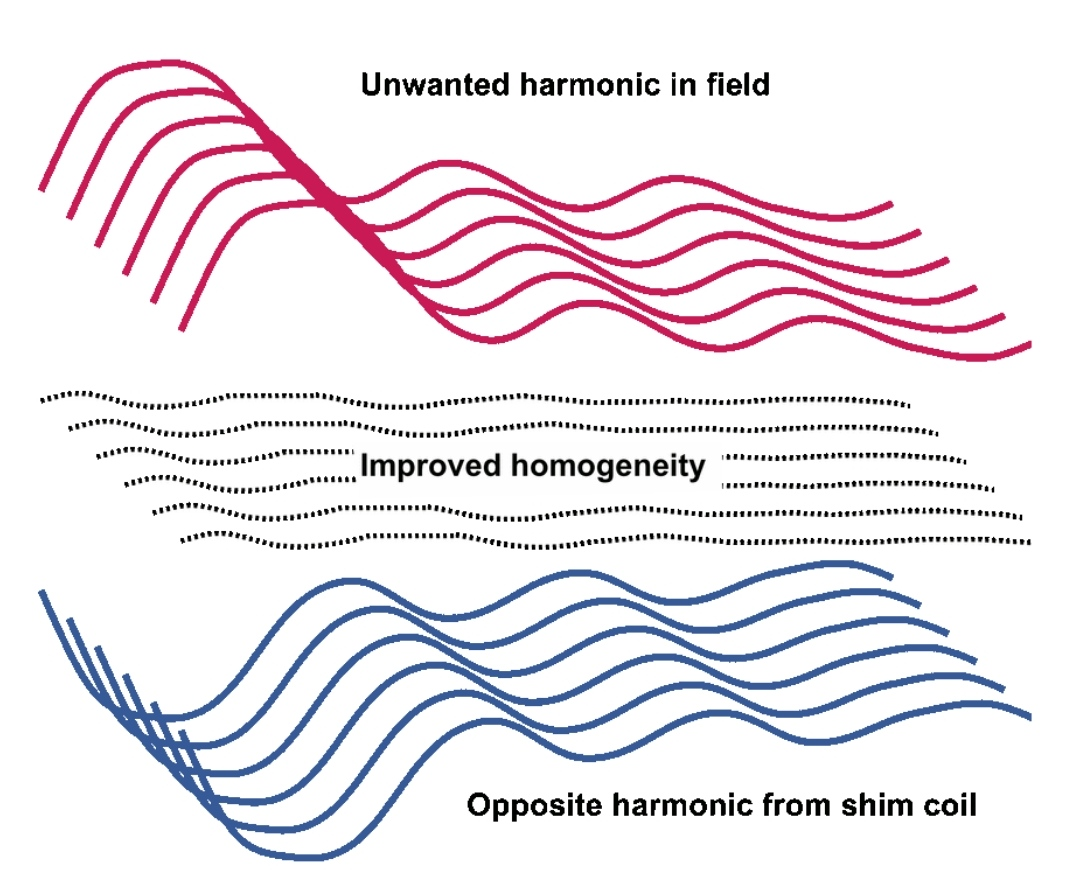 Unwanted harmonic in field
Improved homogeneity
Opposite harmonic from shim coil